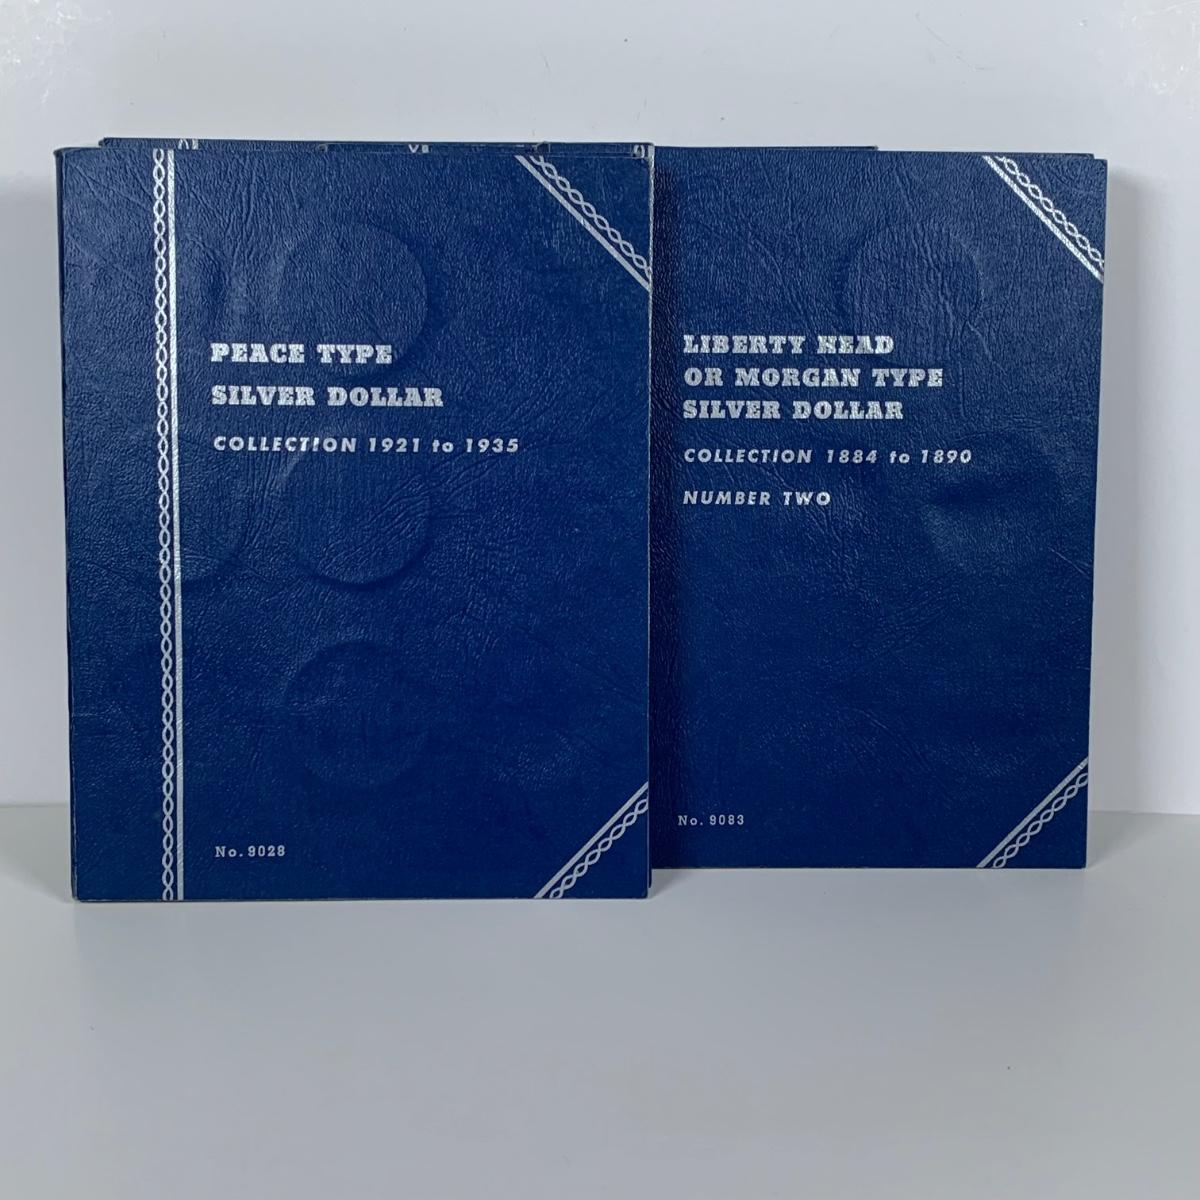 PEACE TYPE
SILVER DOLLAR
COLLECTION 1921 to 1935
No. 9028
LIBERTY HEAD
OR MORGAN TYPE
SILVER DOLLAR
COLLECTION 1884 to 1890
NUMBER TWO
No. 9083